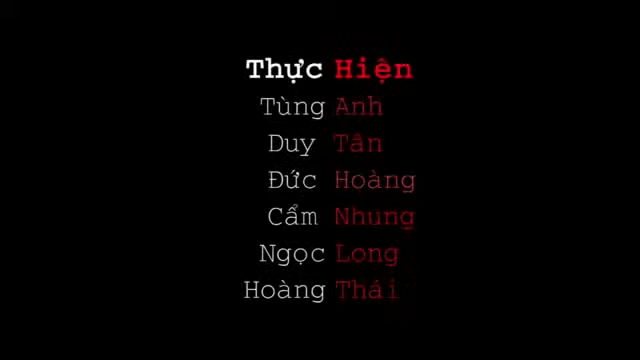 Thực Hiện
Tùng Anh
Duy Tân
Đức Hoàng
Cẩm Nhung
Ngọc Long
Hoàng Thái